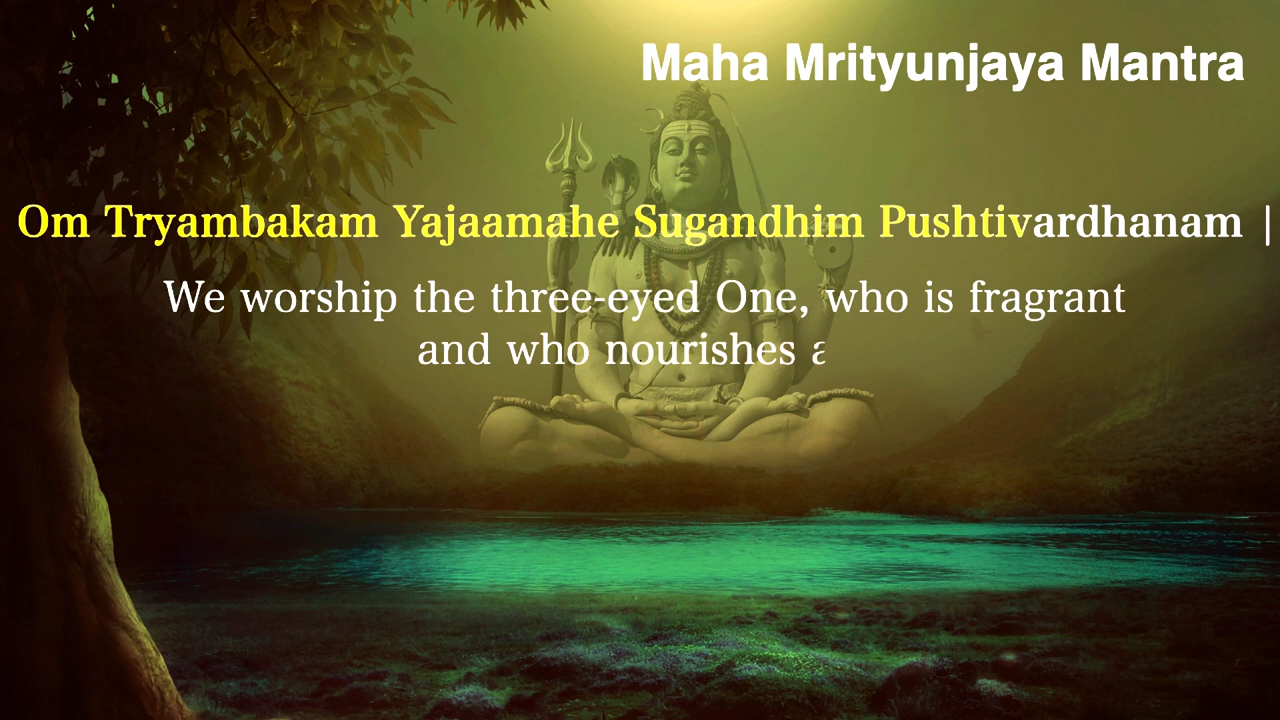 Maha Mrityunjaya Mantra
Om Tryambakam Yajaamahe Sugandhim Pushtivardhanam |
We worship the three-eyed One, who is fragrant
and who nourishes